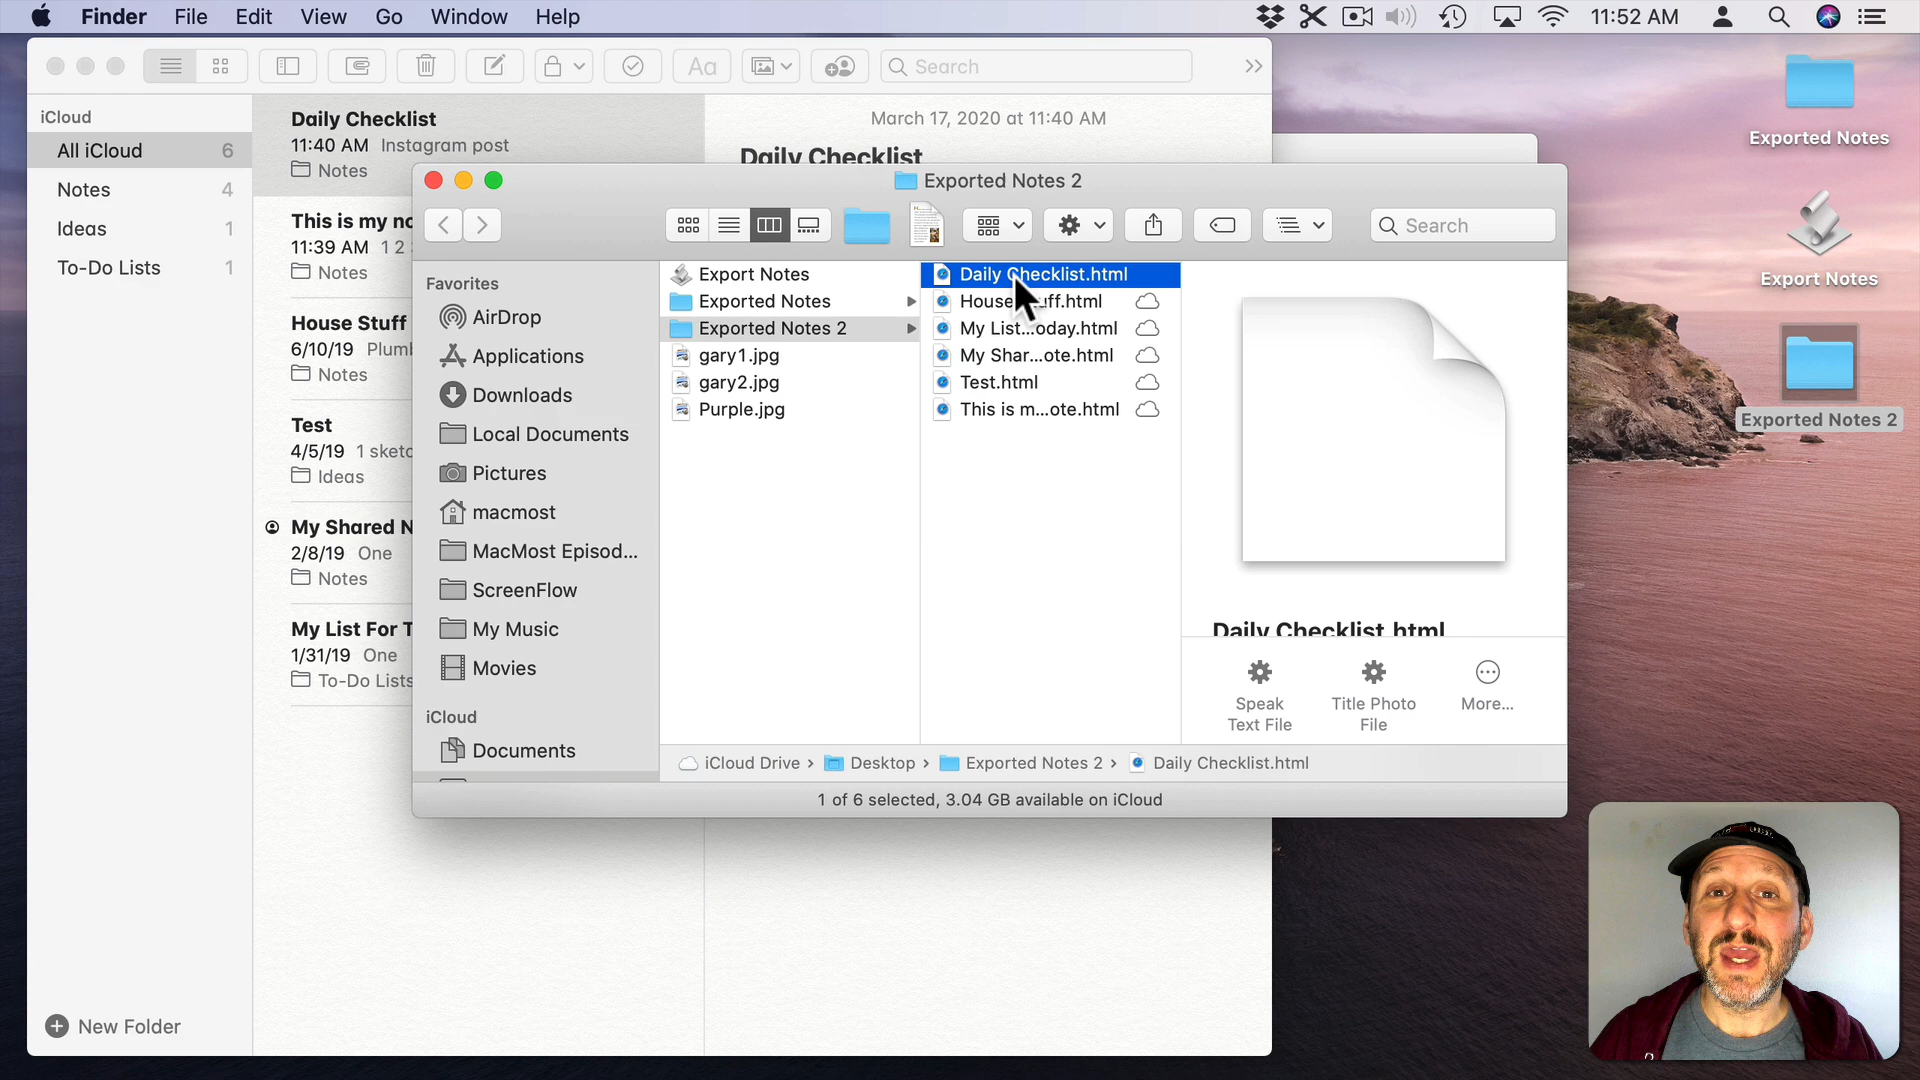 Finder File Edit View Go Window Help 11:52 AM
Aa Search
iCloud
All iCloud 6
Notes 4
Ideas 1
To-Do Lists 1
New Folder
Daily Checklist
11:40 AM Instagram post
Notes
This is my no
11:39 AM 1 2
Notes
House Stuff
6/10/19 Plumb
Notes
Test
4/5/19 1 sketc
Ideas
My Shared N
2/8/19 One
Notes
My List For T
1/31/19 One
To-Do Lists
March 17, 2020 at 11:40 AM
Daily Checklist
Exported Notes 2
Search
Favorites
AirDrop
Applications
Downloads
Local Documents
Pictures
macmost
MacMost Episod...
ScreenFlow
My Music
Movies
iCloud
Documents
Export Notes
Exported Notes
Exported Notes 2
gary1.jpg
gary2.jpg
Purple.jpg
Daily Checklist.html
House uff.html
My List...oday.html
My Shar...ote.html
Test.html
This is m...ote.html
Daily Checklist.html
Speak
Text File
Title Photo
File
More...
iCloud Drive › Desktop › Exported Notes 2 › Daily Checklist.html
1 of 6 selected, 3.04 GB available on iCloud
Exported Notes
Export Notes
Exported Notes 2